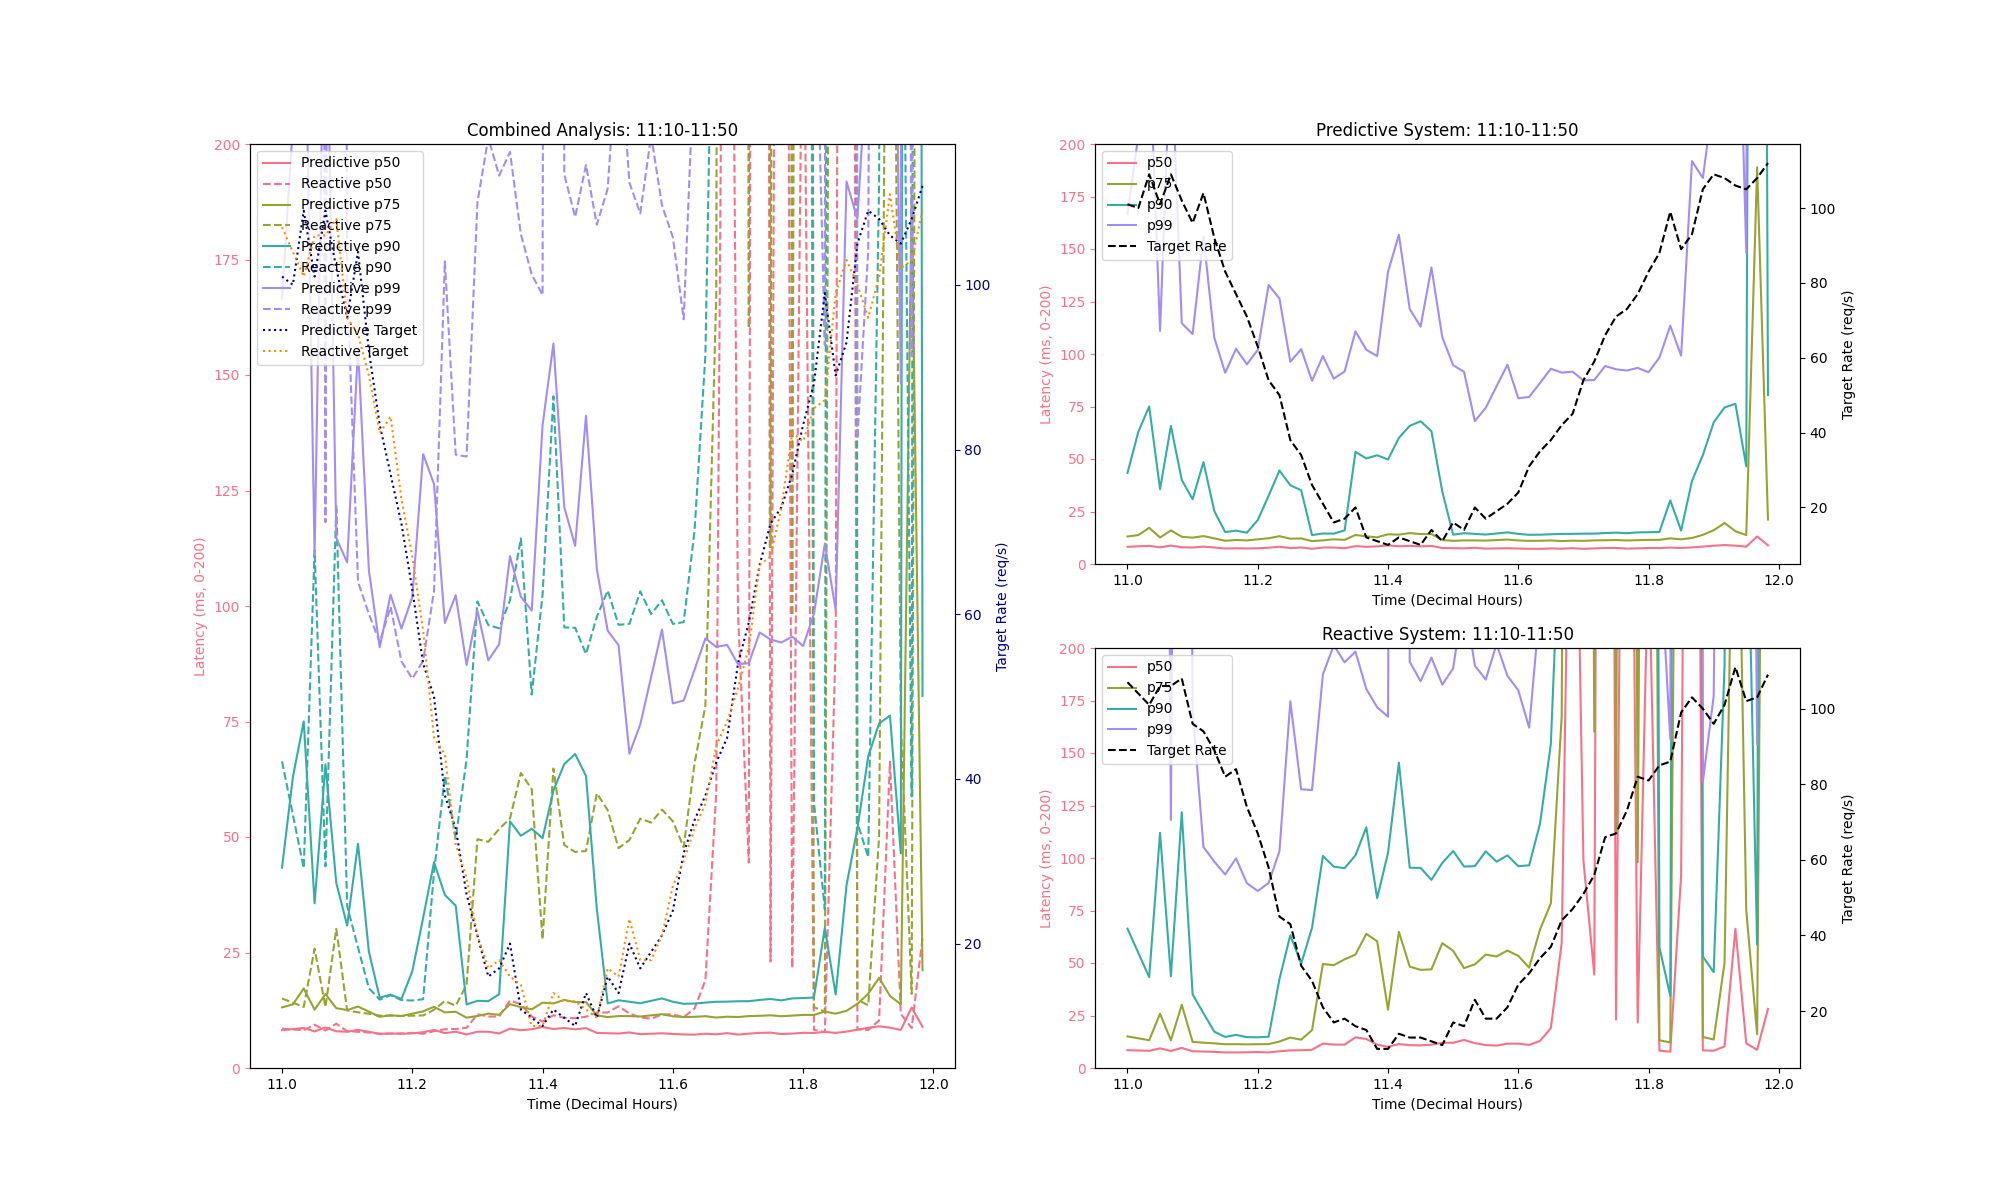 Combined Analysis: 11:10-11:50
200
175
150
125
100
75
50
25
0
Latency (ms, 0-200)
Predictive p50
Reactive p50
Predictive p75
Reactive p75
Predictive p90
Reactive p90
Predictive p99
Reactive p99
Predictive Target
Reactive Target
100
80
60
40
20
Target Rate (req/s)
11.0 11.2 11.4 11.6 11.8 12.0
Time (Decimal Hours)
Predictive System: 11:10-11:50
200
175
150
125
100
75
50
25
0
Latency (ms, 0-200)
p50
p75
p90
p99
Target Rate
100
80
60
40
20
Target Rate (req/s)
11.0 11.2 11.4 11.6 11.8 12.0
Time (Decimal Hours)
Reactive System: 11:10-11:50
200
175
150
125
100
75
50
25
0
Latency (ms, 0-200)
p50
p75
p90
p99
Target Rate
100
80
60
40
20
Target Rate (req/s)
11.0 11.2 11.4 11.6 11.8 12.0
Time (Decimal Hours)